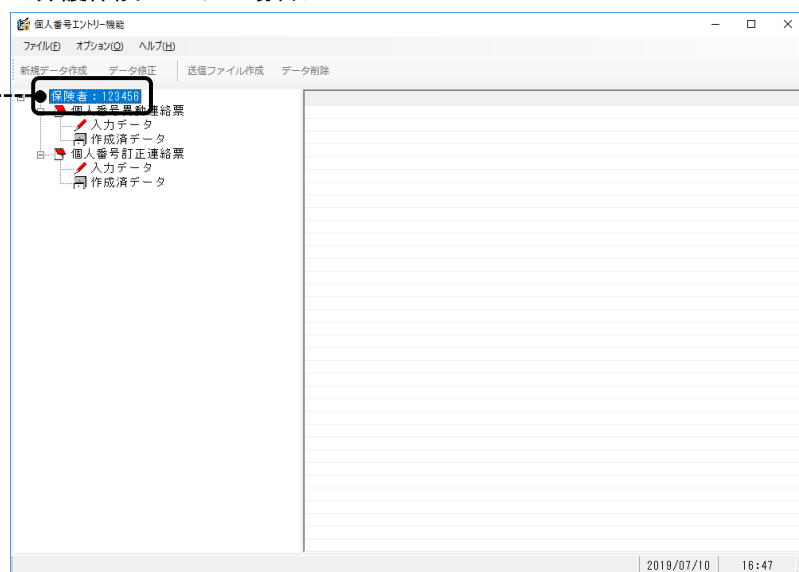 個人番号エントリー機能
ファイル(F) オプション(O) ヘルプ(H)
新規データ作成 データ修正 送信ファイル作成 データ削除
保険者：123456
個人番号異動連絡票
入力データ
作成済データ
個人番号訂正連絡票
入力データ
作成済データ
2019/07/10 16:47